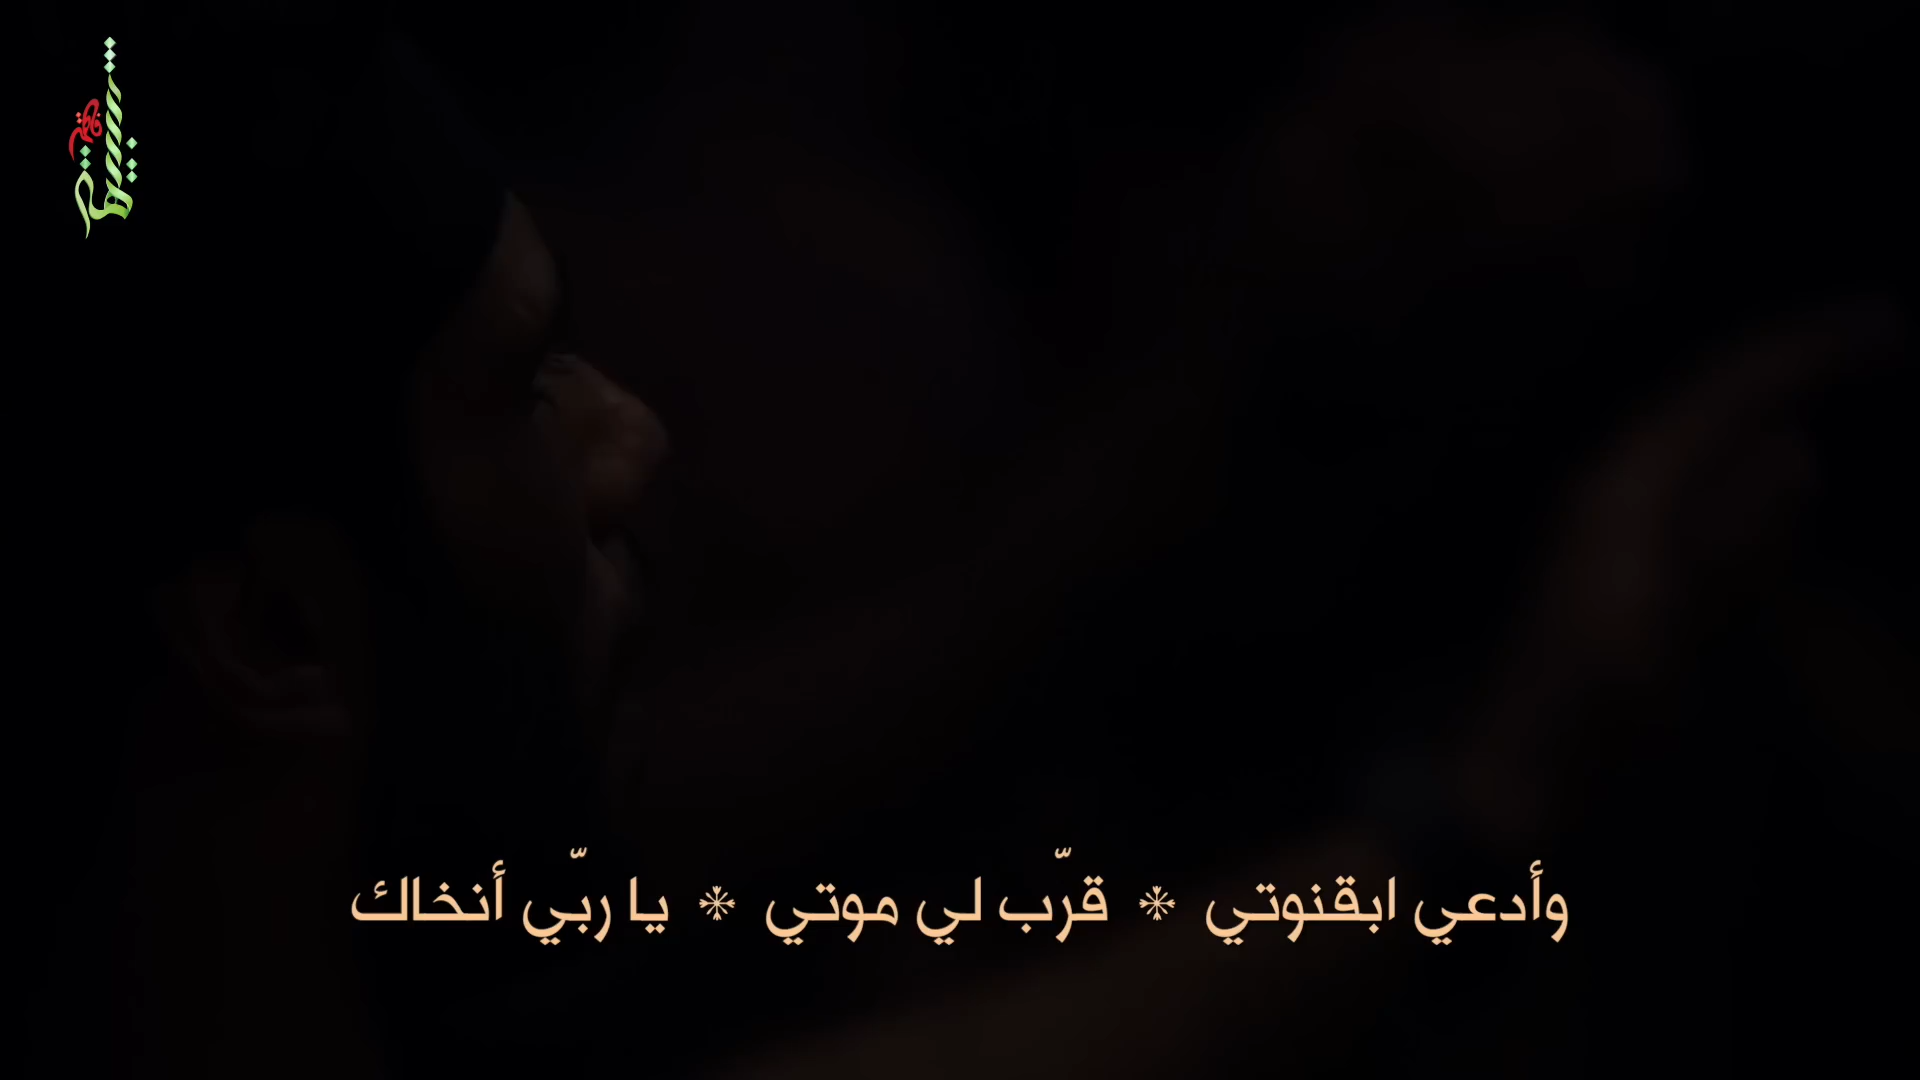 وأدعي ابقنوتي * قرّب لي موتي * يا ربّي أنخاك